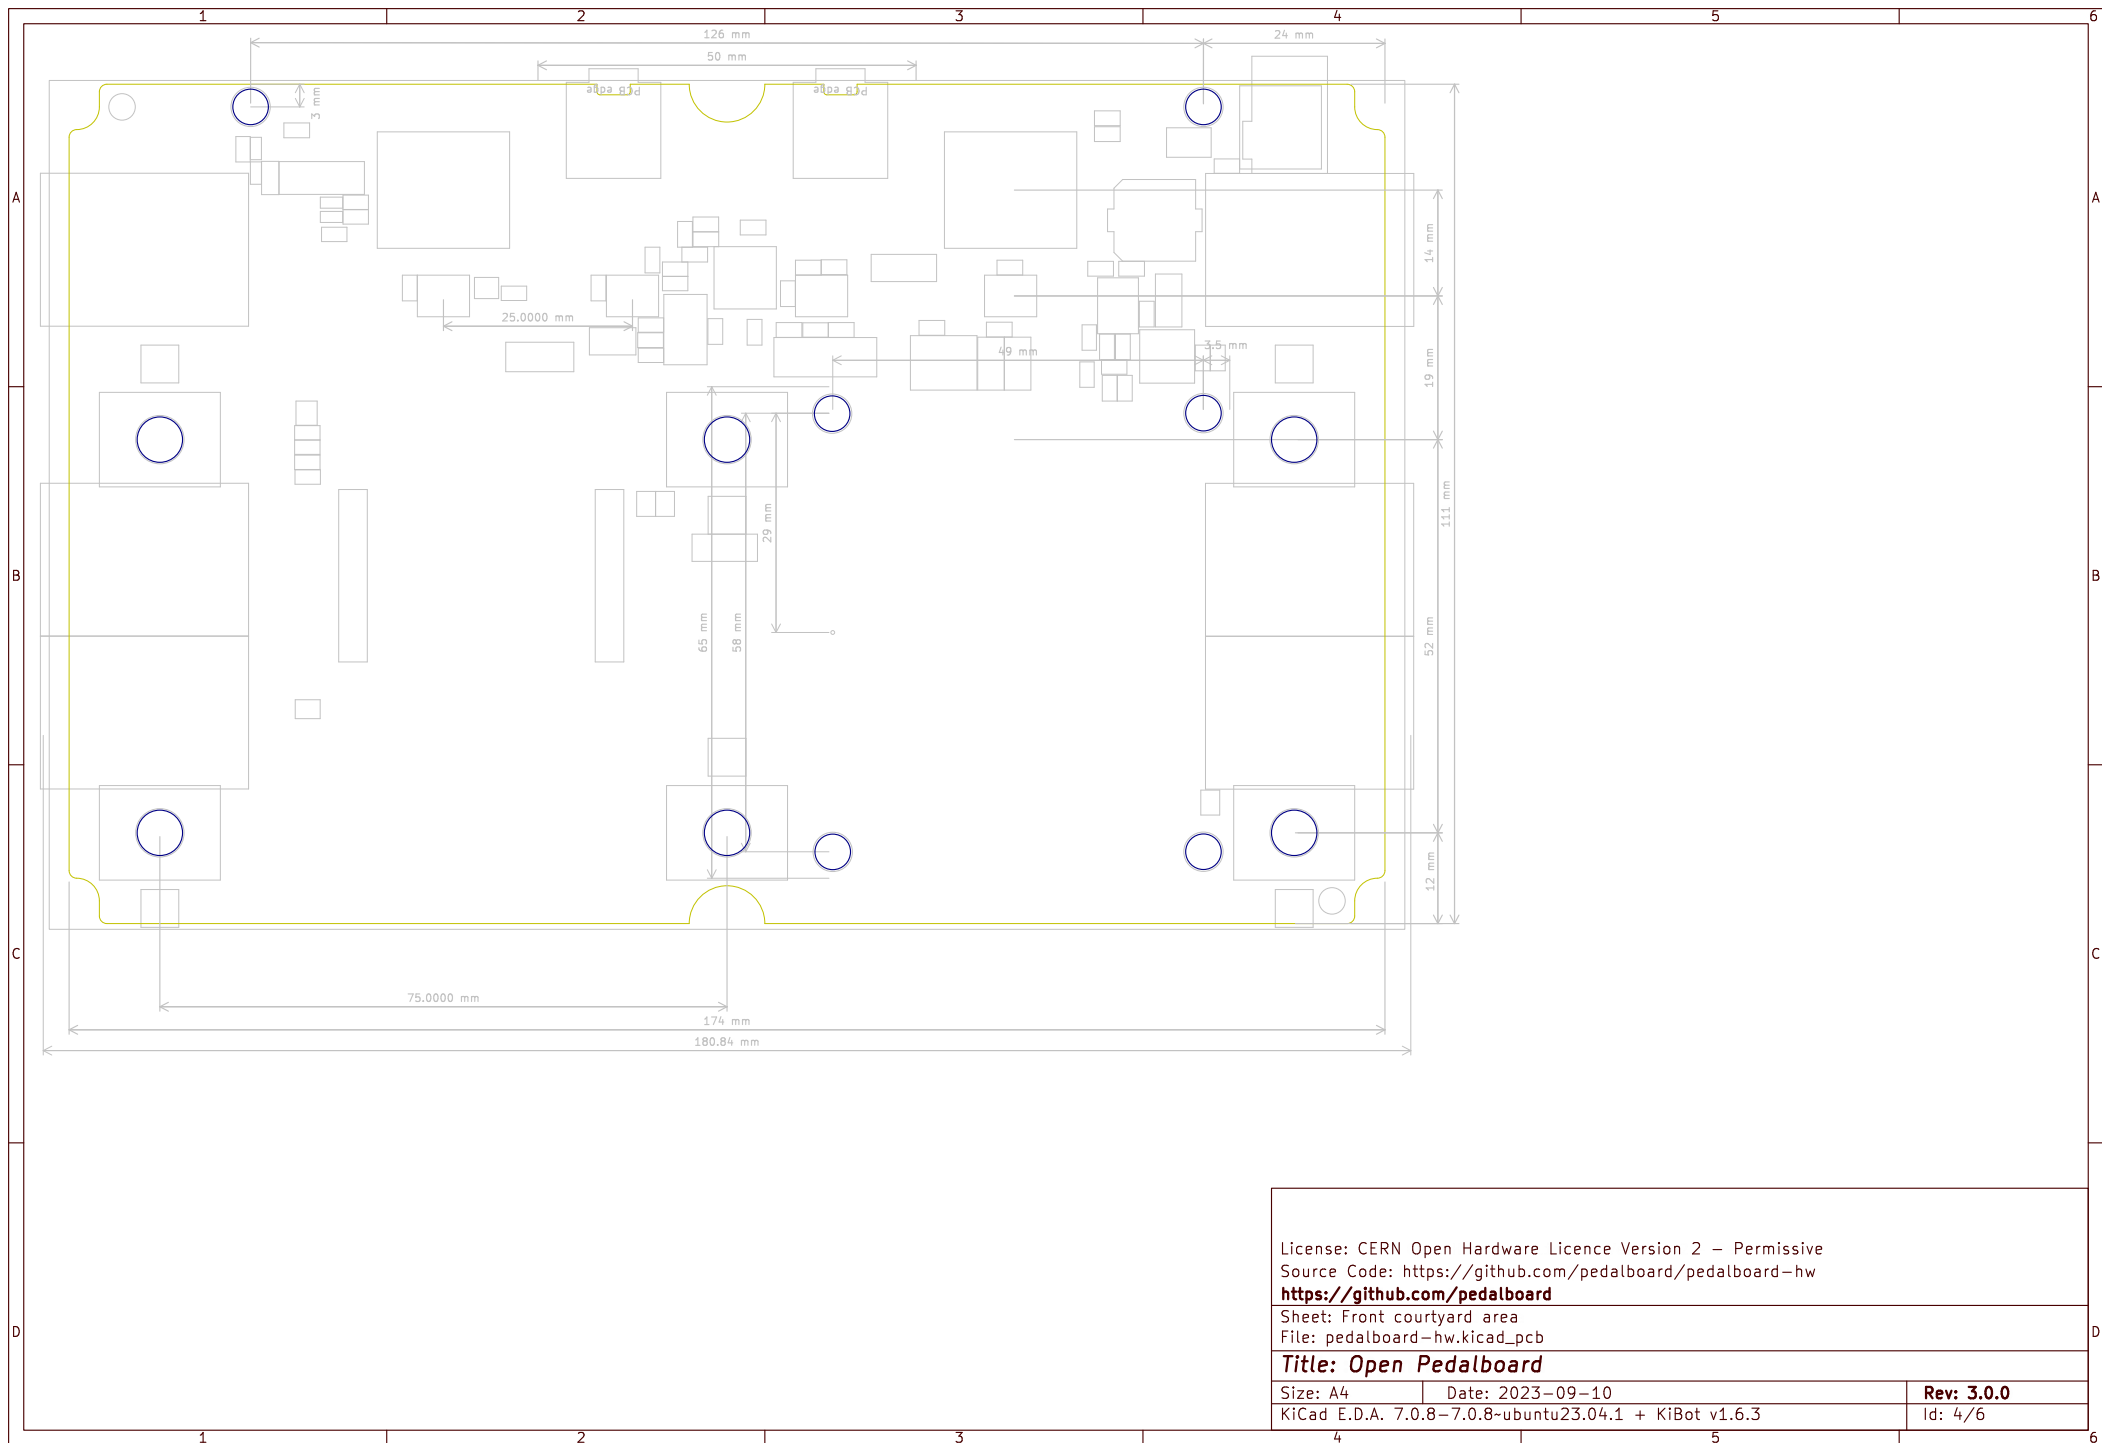 1 2 3 4 5 6
126 mm
24 mm
50 mm
PCB edge
PCB edge
3 mm
A
A
14 mm
25.0000 mm
49 mm
3.5 mm
19 mm
111 mm
29 mm
B
B
65 mm
58 mm
52 mm
12 mm
C
C
75.0000 mm
174 mm
180.84 mm
License: CERN Open Hardware Licence Version 2 – Permissive
Source Code: https://github.com/pedalboard/pedalboard-hw
https://github.com/pedalboard
Sheet: Front courtyard area
D
D
File: pedalboard-hw.kicad_pcb
Title: Open Pedalboard
Size: A4 Date: 2023-09-10 Rev: 3.0.0
KiCad E.D.A. 7.0.8-7.0.8~ubuntu23.04.1 + KiBot v1.6.3 Id: 4/6
1 2 3 4 5 6